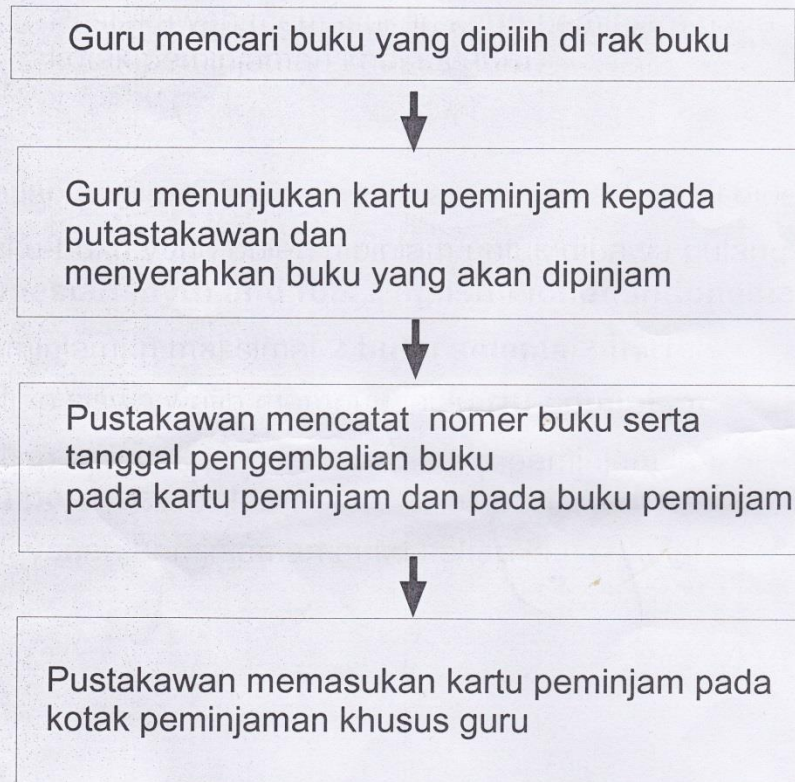 Guru mencari buku yang dipilih di rak buku
Guru menunjukan kartu peminjam kepada
putastakawan dan
menyerahkan buku yang akan dipinjam
Pustakawan mencatat nomer buku serta
tanggal pengembalian buku
pada kartu peminjam dan pada buku peminjam
Pustakawan memasukan kartu peminjam pada
kotak peminjaman khusus guru